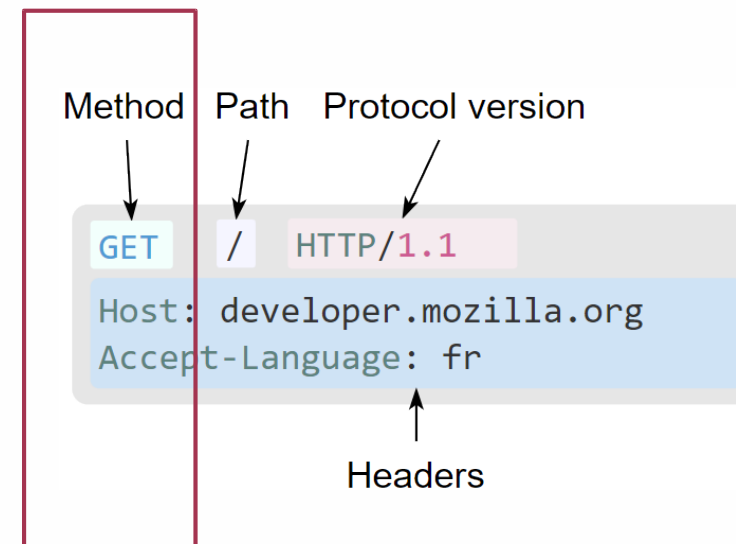 Method Path Protocol version
GET / HTTP/1.1
Host: developer.mozilla.org
Accept-Language: fr
Headers